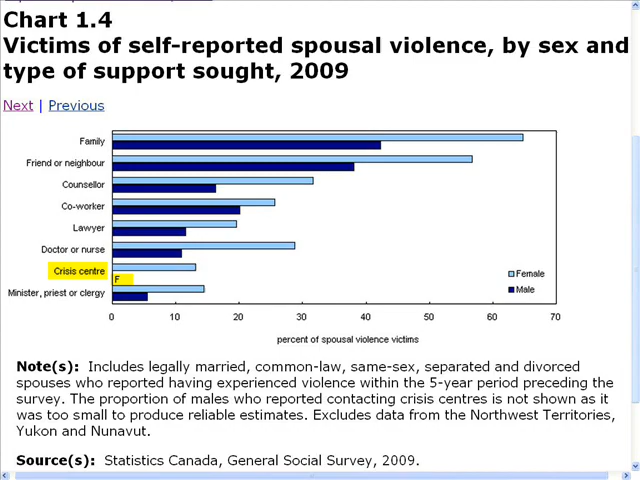 Chart 1.4
Victims of self-reported spousal violence, by sex and
type of support sought, 2009
Next | Previous
Family
Friend or neighbour
Counsellor
Co-worker
Lawyer
Doctor or nurse
Crisis centre
F
Minister, priest or clergy
Female
Male
0 10 20 30 40 50 60 70
percent of spousal violence victims
Note(s): Includes legally married, common-law, same-sex, separated and divorced
spouses who reported having experienced violence within the 5-year period preceding the
survey. The proportion of males who reported contacting crisis centres is not shown as it
was too small to produce reliable estimates. Excludes data from the Northwest Territories,
Yukon and Nunavut.
Source(s): Statistics Canada, General Social Survey, 2009.